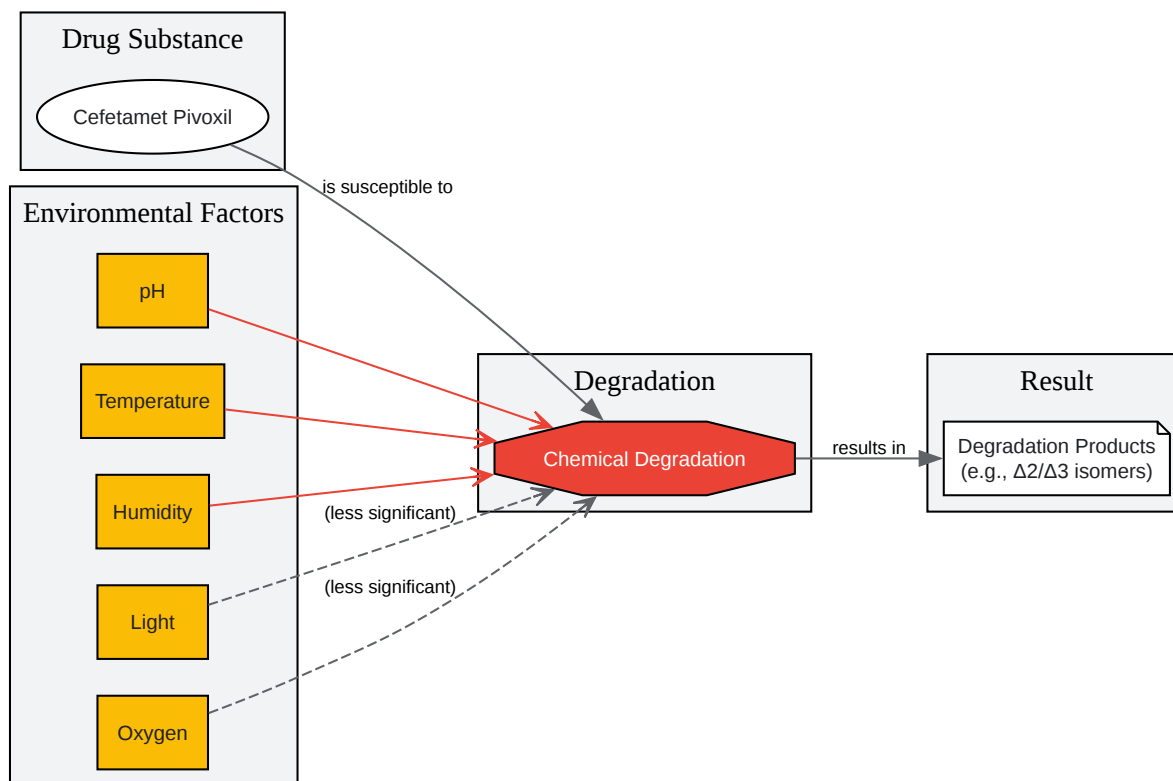 Drug Substance
Cefetamet Pivoxil
is susceptible to
Environmental Factors
pH
Temperature
Humidity
Light
Oxygen
(less significant)
(less significant)
Degradation
Chemical Degradation
results in
Result
Degradation Products
(e.g., Δ2/Δ3 isomers)